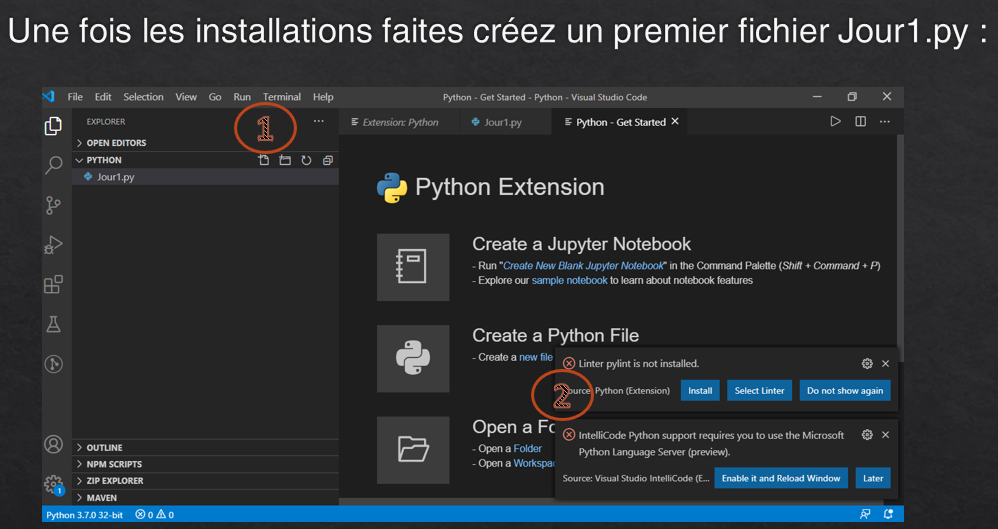 Une fois les installations faites créez un premier fichier Jour1.py :
File Edit Selection View Go Run Terminal Help
Python - Get Started - Python - Visual Studio Code
EXPLORER
1
Extension: Python
Jour1.py
Python - Get Started
OPEN EDITORS
PYTHON
Jour1.py
Python Extension
Create a Jupyter Notebook
- Run "Create New Blank Jupyter Notebook" in the Command Palette (Shift + Command + P)
- Explore our sample notebook to learn about notebook features
Create a Python File
- Create a new file
Linter pylint is not installed.
2
Python (Extension)
Install
Select Linter
Do not show again
Open a Fo
- Open a Folder
- Open a Workspac
IntelliCode Python support requires you to use the Microsoft
Python Language Server (preview).
Source: Visual Studio IntelliCode (E...
Enable it and Reload Window
Later
OUTLINE
NPM SCRIPTS
ZIP EXPLORER
MAVEN
1
Python 3.7.0 32-bit
0
0